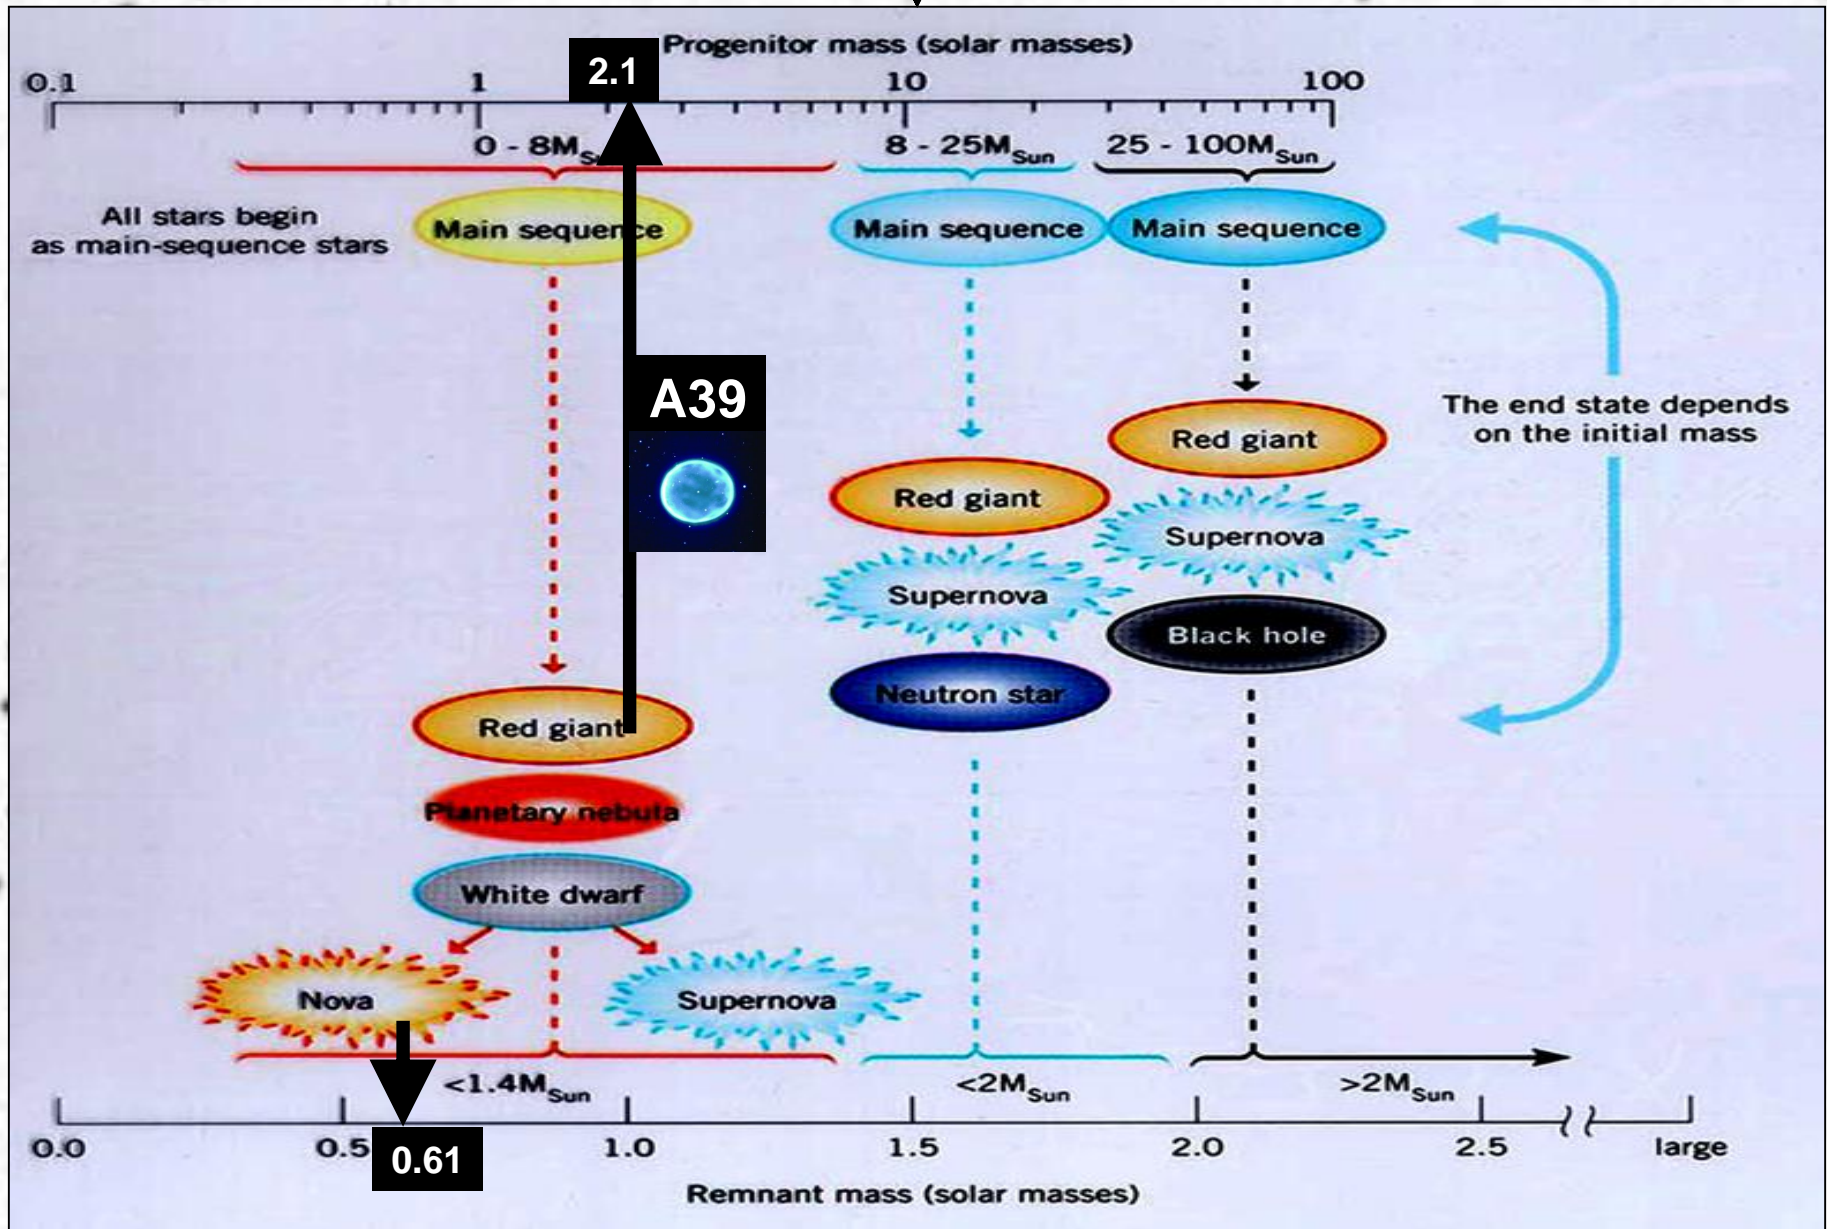 Progenitor mass (solar masses)
2.1
0.1 1 10 100
0 - 8M 8 - 25MSun 25 - 100MSun
All stars begin
as main-sequence stars
Main sequence Main sequence Main sequence
A39
The end state depends
on the initial mass
Red giant
Red giant
Supernova
Supernova
Black hole
Neutron star
Red giant
Planetary nebula
White dwarf
Nova Supernova
<1.4MSun <2MSun >2MSun
0.0 0.5 1.0 1.5 2.0 2.5 large
0.61
Remnant mass (solar masses)